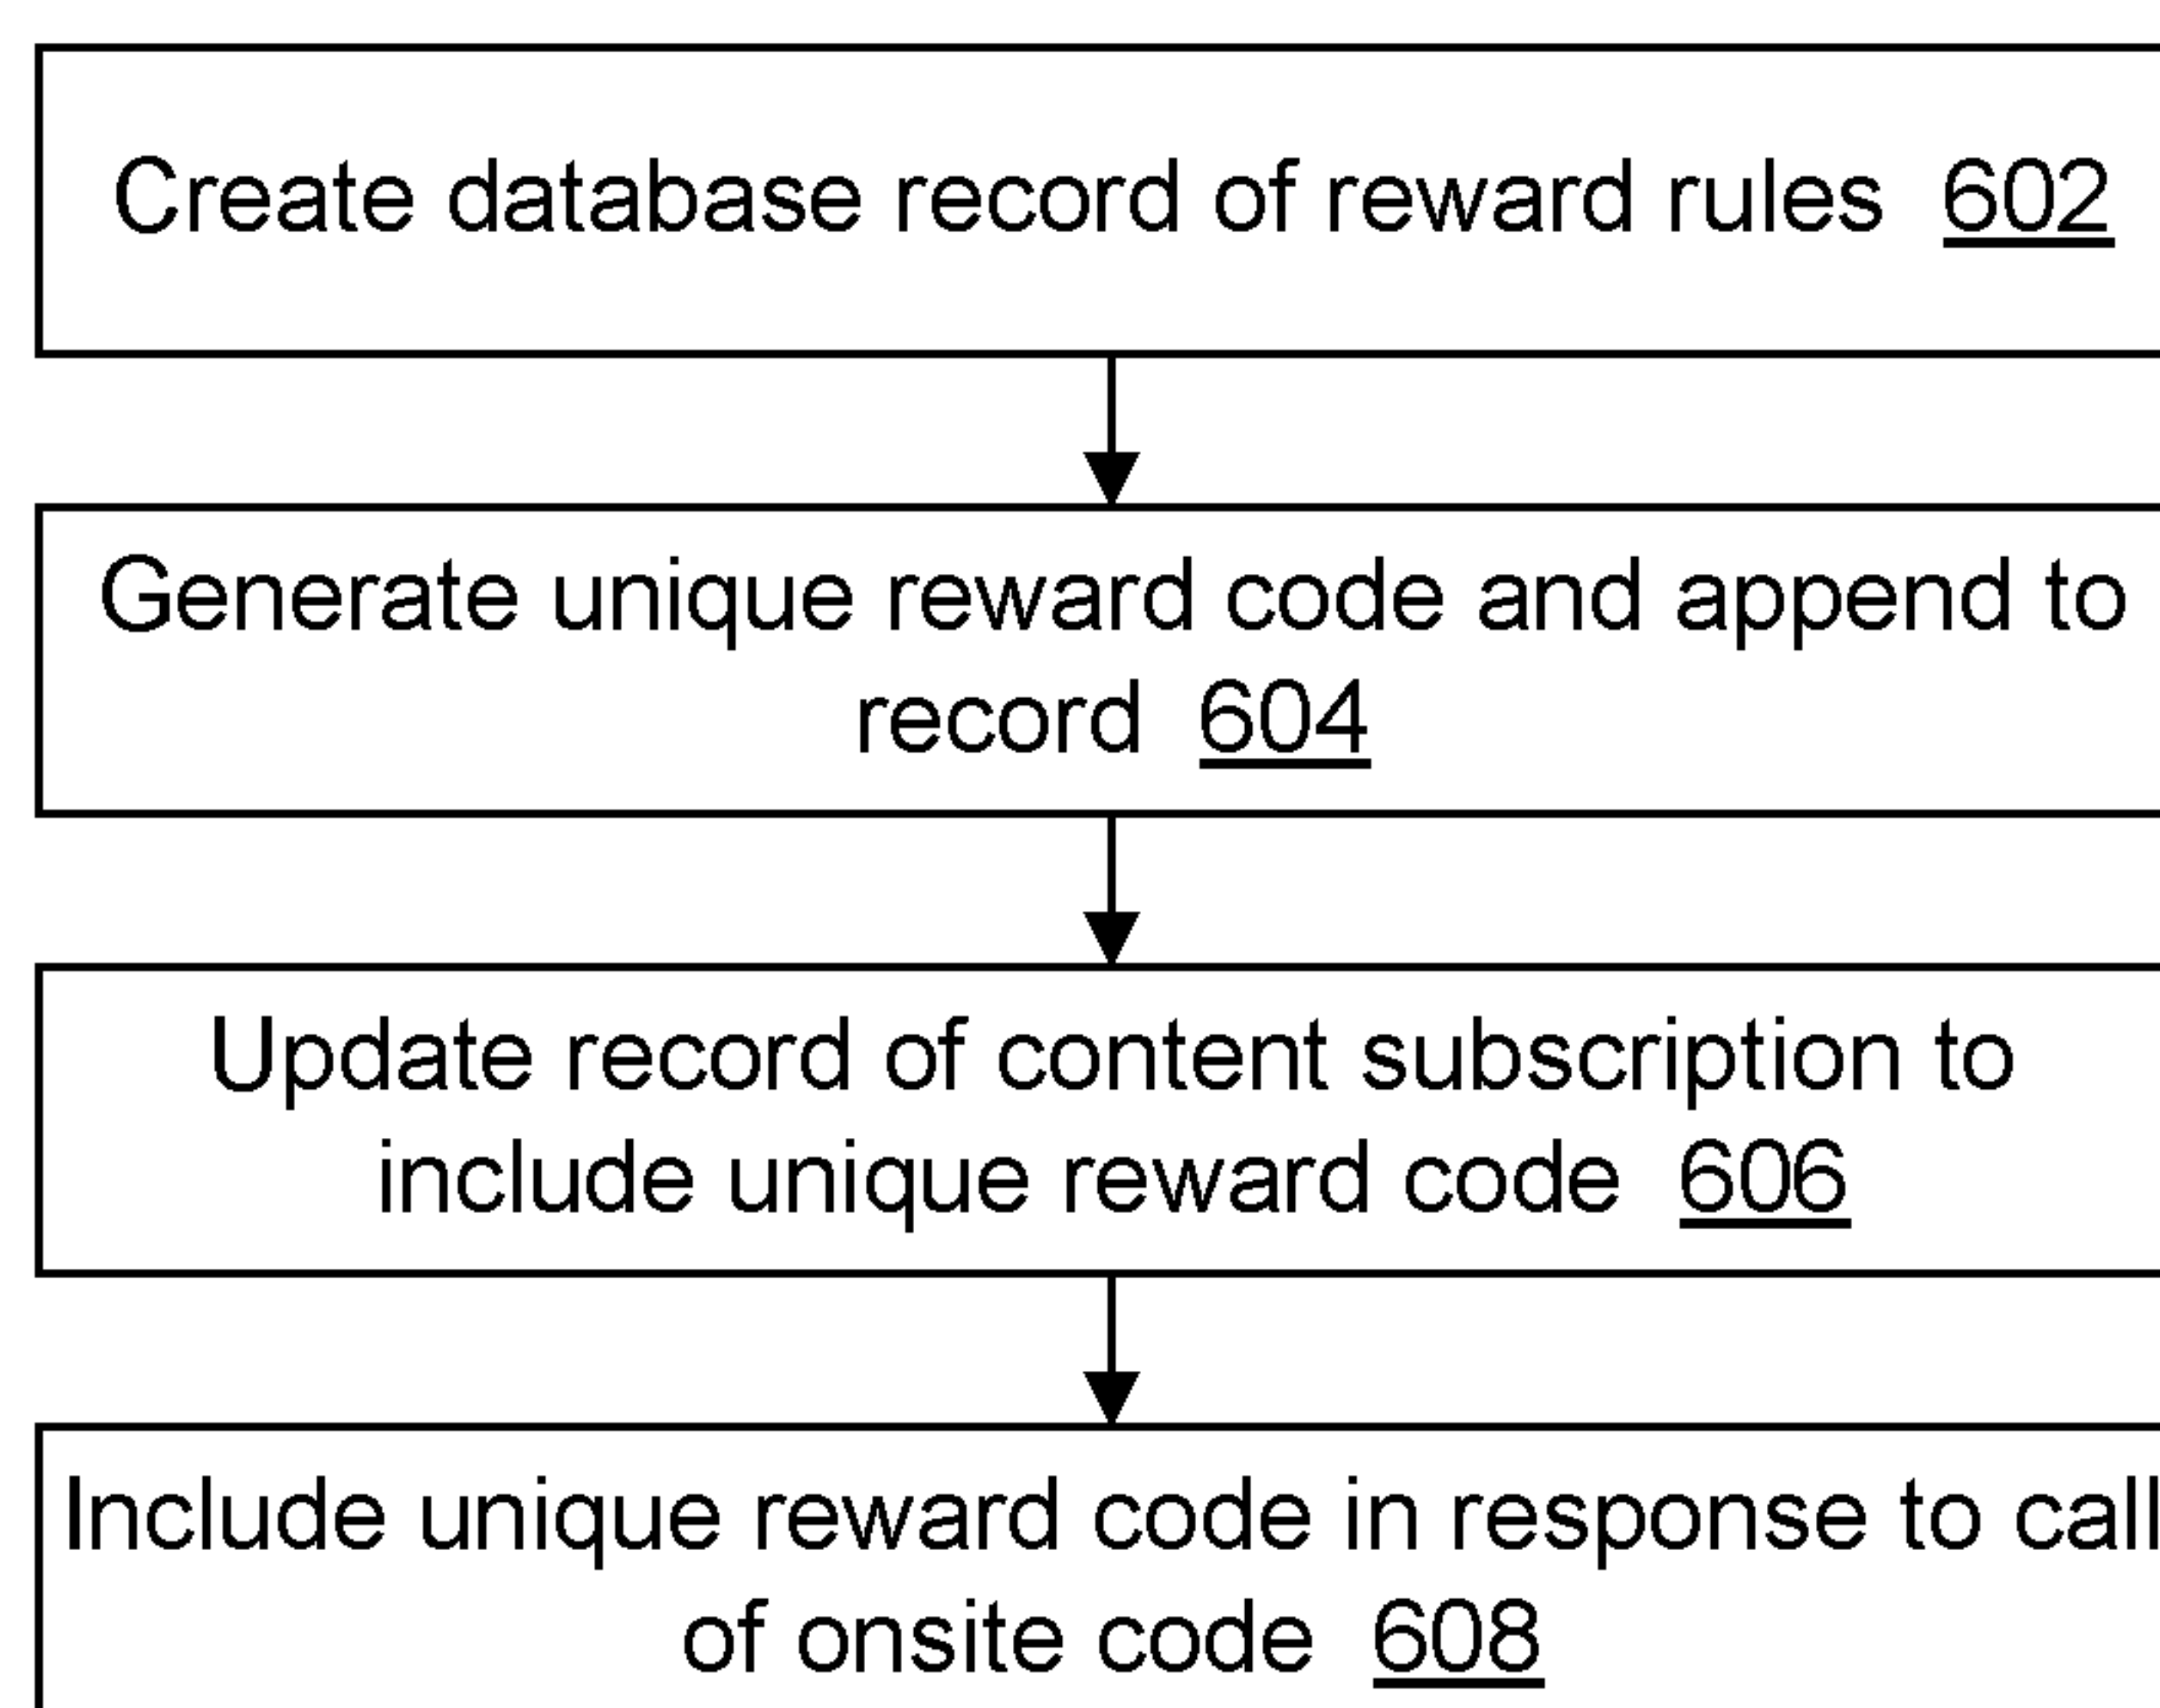 Create database record of reward rules 602
Generate unique reward code and append to
record 604
Update record of content subscription to
include unique reward code 606
Include unique reward code in response to call
of onsite code 608